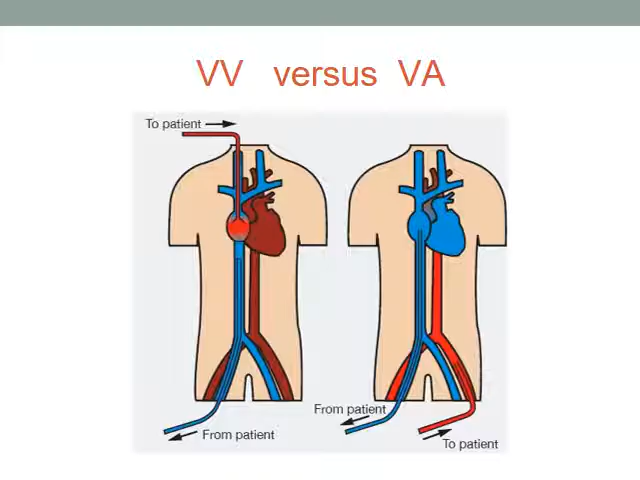 VV versus VA
To patient
From patient
From patient
To patient